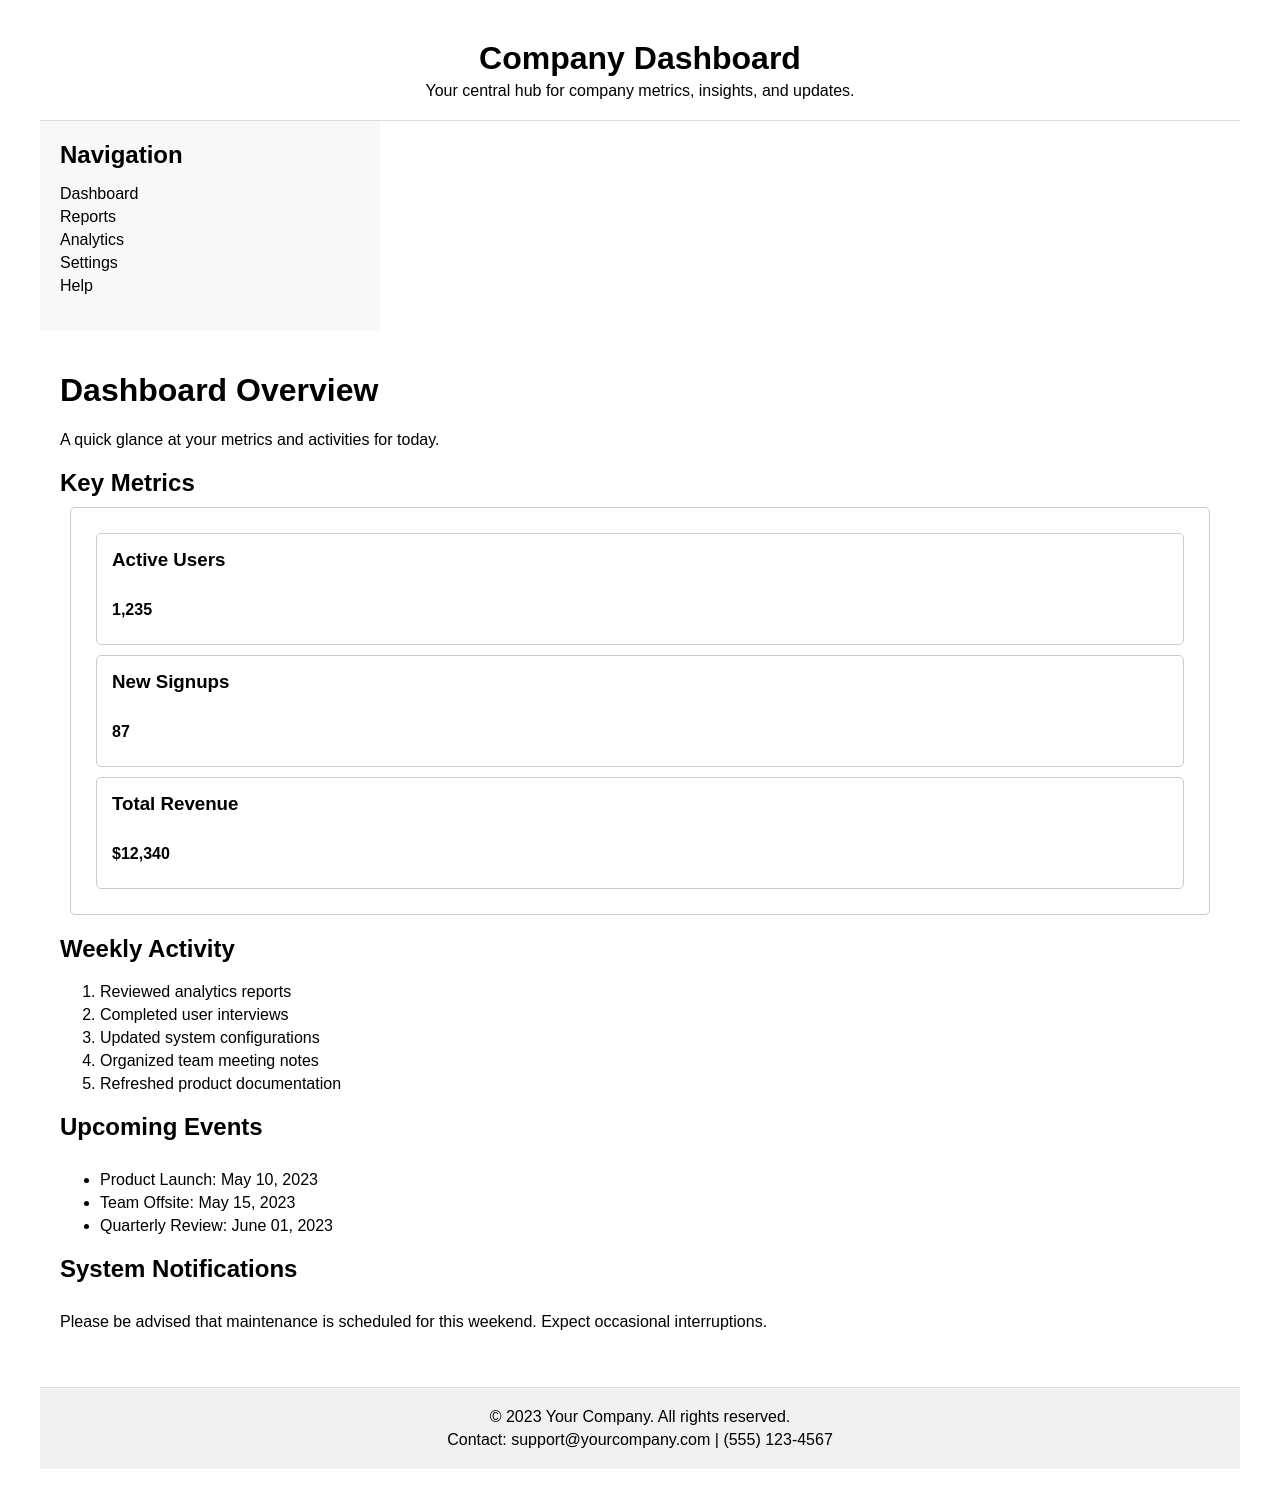 Company Dashboard
Your central hub for company metrics, insights, and updates.
Navigation
Dashboard
Reports
Analytics
Settings
Help
Dashboard Overview
A quick glance at your metrics and activities for today.
Key Metrics
Active Users
1,235
New Signups
87
Total Revenue
$12,340
Weekly Activity
1. Reviewed analytics reports
2. Completed user interviews
3. Updated system configurations
4. Organized team meeting notes
5. Refreshed product documentation
Upcoming Events
• Product Launch: May 10, 2023
• Team Offsite: May 15, 2023
• Quarterly Review: June 01, 2023
System Notifications
Please be advised that maintenance is scheduled for this weekend. Expect occasional interruptions.
© 2023 Your Company. All rights reserved.
Contact: support@yourcompany.com | (555) 123-4567